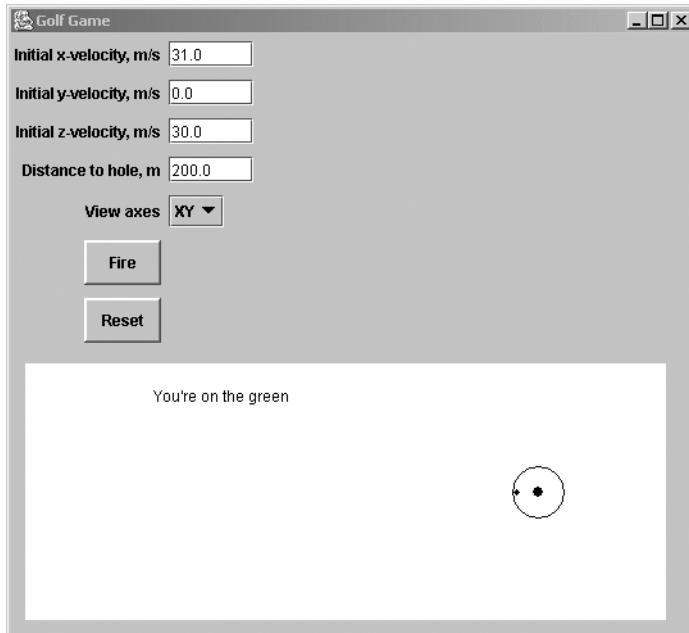 Golf Game
Initial x-velocity, m/s 31.0
Initial y-velocity, m/s 0.0
Initial z-velocity, m/s 30.0
Distance to hole, m 200.0
View axes XY
Fire
Reset
You're on the green